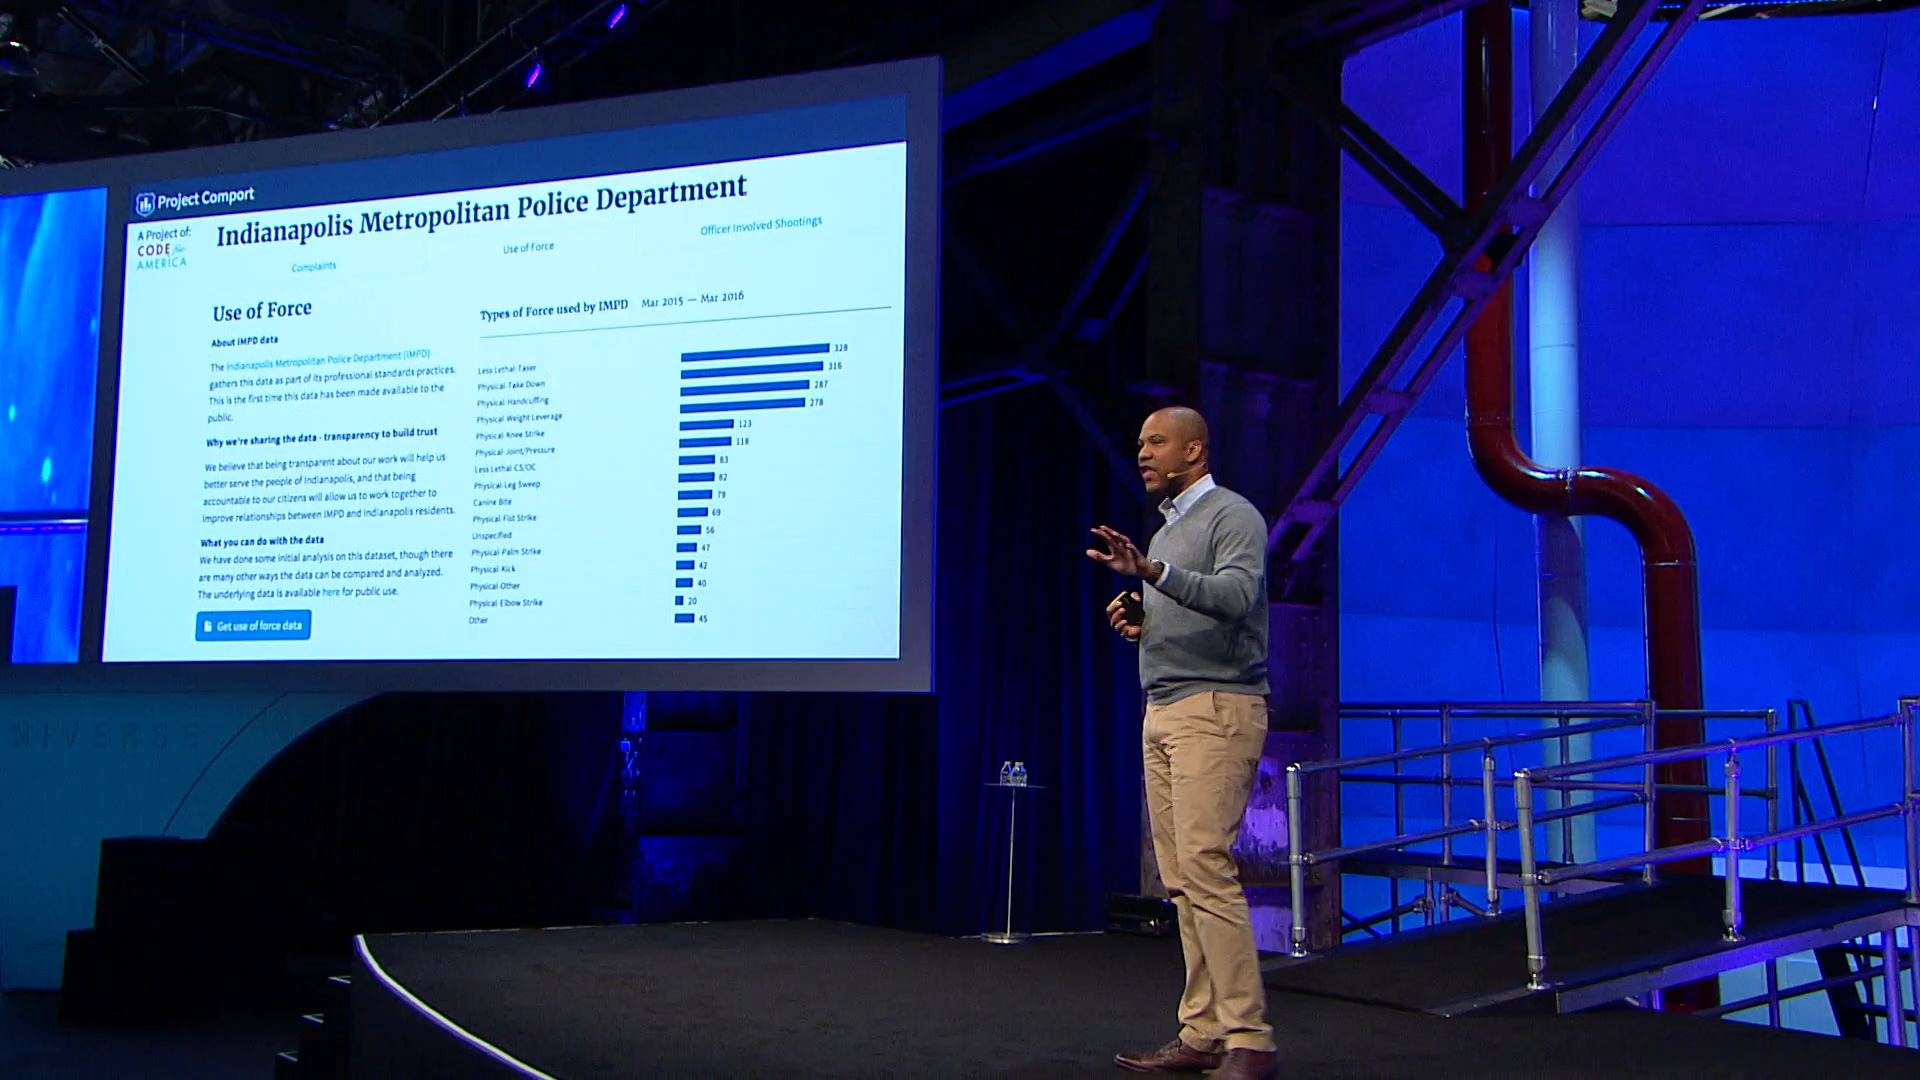 Project Comport
A Project of:
CODE for
AMERICA
Indianapolis Metropolitan Police Department
Complaints
Use of Force
Officer Involved Shootings
Use of Force
About IMPD data
The Indianapolis Metropolitan Police Department (IMPD)
gathers this data as part of its professional standards practices.
This is the first time this data has been made available to the
public.
Why we're sharing the data - transparency to build trust
We believe that being transparent about our work will help us
better serve the people of Indianapolis, and that being
accountable to our citizens will allow us to work together to
improve relationships between IMPD and Indianapolis residents.
What you can do with the data
We have done some initial analysis on this dataset, though there
are many other ways the data can be compared and analyzed.
The underlying data is available here for public use.
Get use of force data
Types of Force used by IMPD Mar 2015 — Mar 2016
Less Lethal-Taser 328
Physical-Take Down 316
Physical-Handcuffing 287
Physical-Weight Leverage 278
Physical-Knee Strike 123
Physical-Joint/Pressure 118
Less Lethal-CS/OC 83
Physical-Leg Sweep 82
Canine Bite 79
Physical-Fist Strike 69
Unspecified 56
Physical-Palm Strike 47
Physical-Kick 42
Physical-Other 40
Physical-Elbow Strike 20
Other 45
NIVERSE